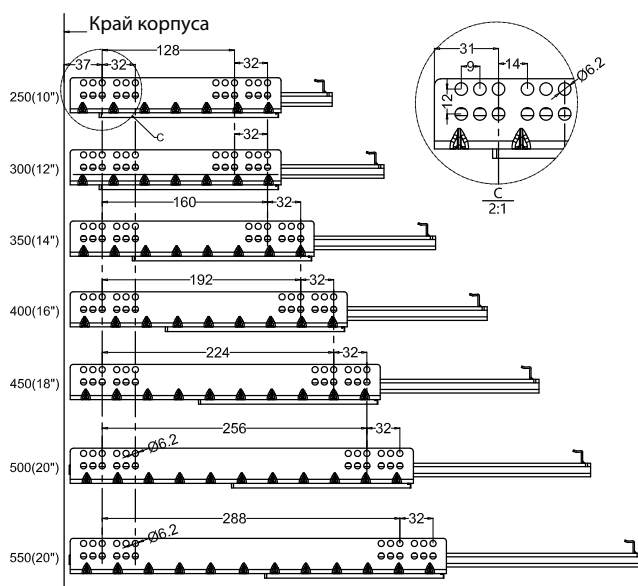 Край корпуса
128
37 32 32
250(10")
C
32
300(12")
160 32
350(14")
192 32
400(16")
224 32
450(18")
256 32
Ø6.2
500(20")
288 32
Ø6.2
550(20")
31
9 14
Ø6.2
12
C
2:1